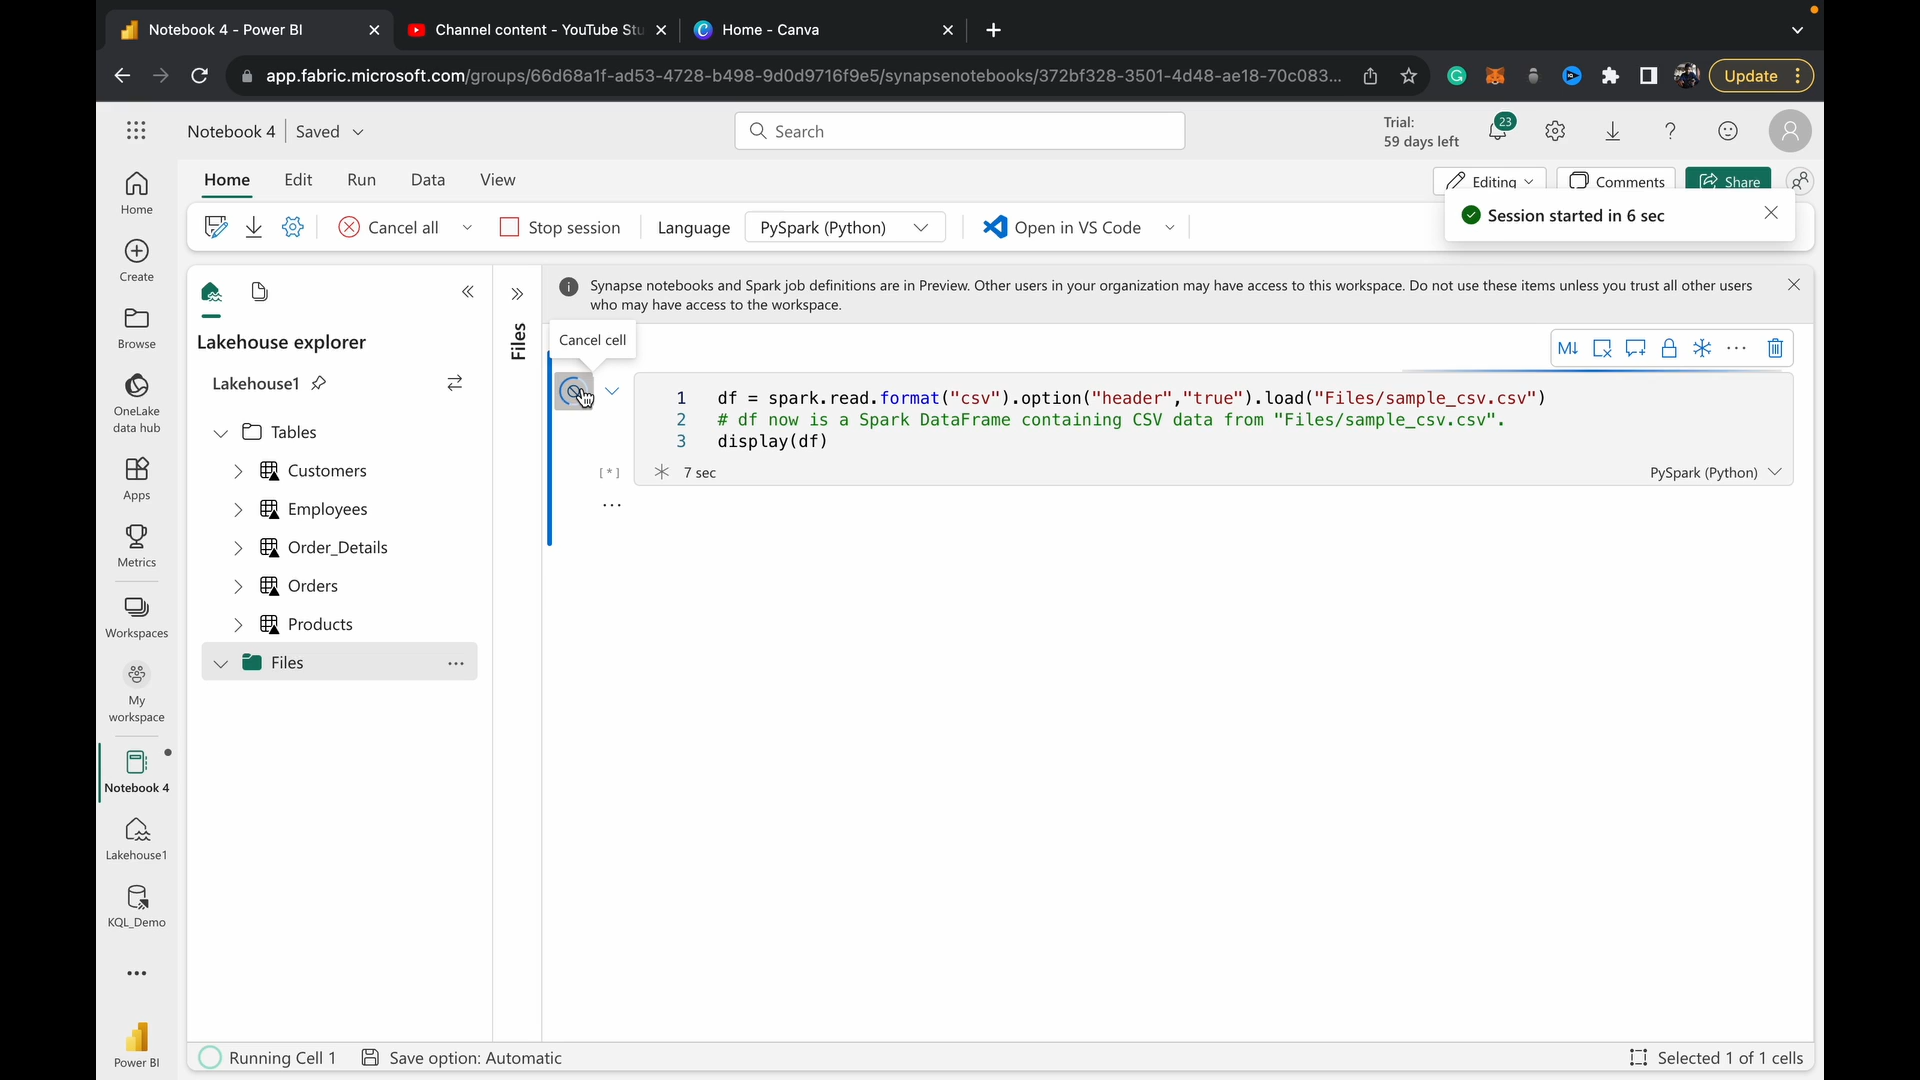 Notebook 4 - Power BI
Channel content - YouTube Stu
Home - Canva
app.fabric.microsoft.com/groups/66d68a1f-ad53-4728-b498-9d0d9716f9e5/synapsenotebooks/372bf328-3501-4d48-ae18-70c083...
Update
Notebook 4
Saved
Search
Trial:
59 days left
23
Home
Edit
Run
Data
View
Editing
Comments
Share
Cancel all
Stop session
Language
PySpark (Python)
Open in VS Code
Session started in 6 sec
Home
Create
Browse
OneLake
data hub
Apps
Metrics
Workspaces
My
workspace
Notebook 4
Lakehouse1
KQL_Demo
Power BI
Lakehouse explorer
Lakehouse1
Tables
Customers
Employees
Order_Details
Orders
Products
Files
Files
Synapse notebooks and Spark job definitions are in Preview. Other users in your organization may have access to this workspace. Do not use these items unless you trust all other users
who may have access to the workspace.
Cancel cell
M↓
1 df = spark.read.format("csv").option("header","true").load("Files/sample_csv.csv")
2 # df now is a Spark DataFrame containing CSV data from "Files/sample_csv.csv".
3 display(df)
[*]
7 sec
PySpark (Python)
Running Cell 1
Save option: Automatic
Selected 1 of 1 cells